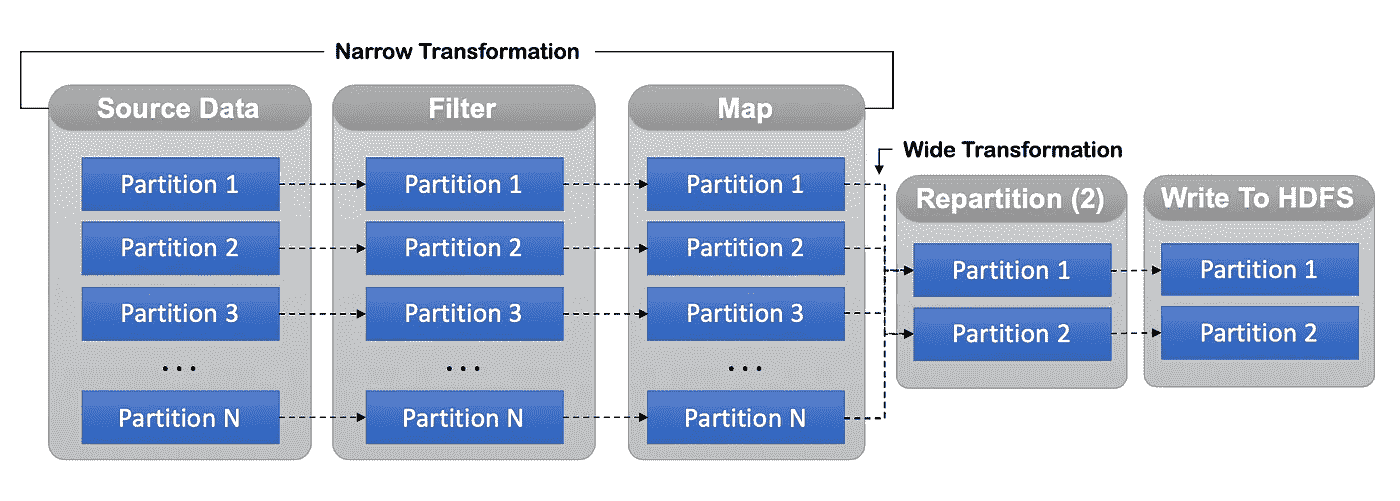 Narrow Transformation
Source Data
Partition 1
Partition 2
Partition 3
...
Partition N
Filter
Partition 1
Partition 2
Partition 3
...
Partition N
Map
Partition 1
Partition 2
Partition 3
...
Partition N
Wide Transformation
Repartition (2)
Partition 1
Partition 2
Write To HDFS
Partition 1
Partition 2